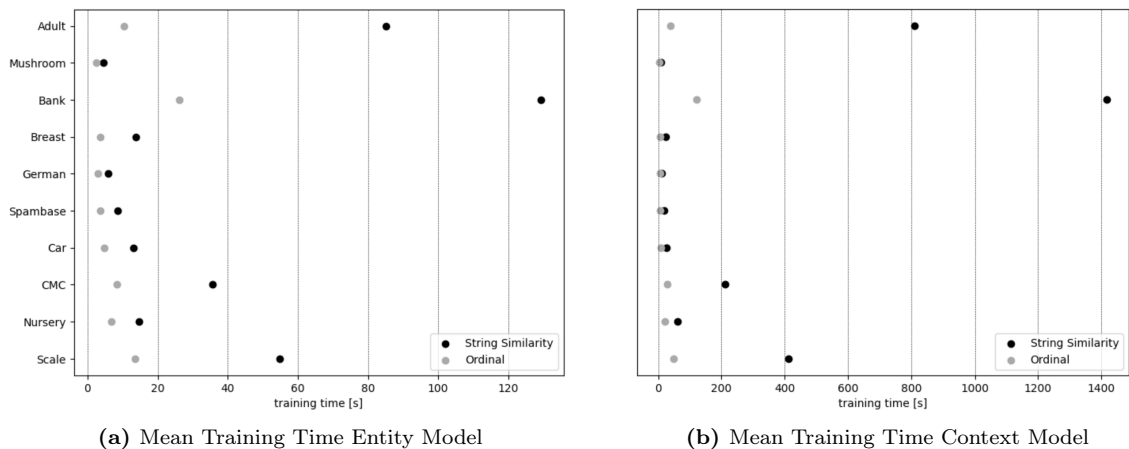 Adult
Mushroom
Bank
Breast
German
Spambase
Car
CMC
Nursery
Scale
String Similarity
Ordinal
0 20 40 60 80 100 120
training time [s]
(a) Mean Training Time Entity Model
String Similarity
Ordinal
0 200 400 600 800 1000 1200 1400
training time [s]
(b) Mean Training Time Context Model